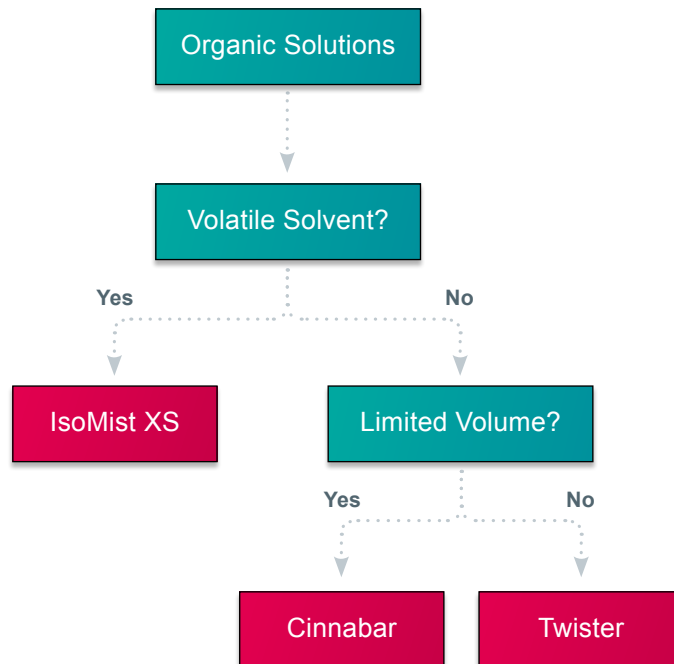 Organic Solutions
Volatile Solvent?
Yes
No
IsoMist XS
Limited Volume?
Yes
No
Cinnabar
Twister